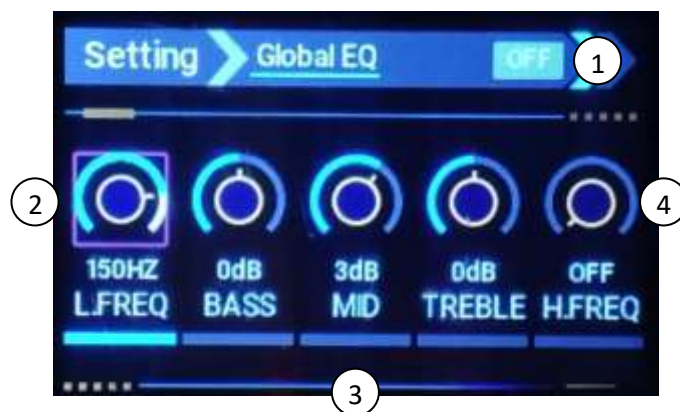 Setting Global EQ OFF 1
2 4
150HZ 0dB 3dB 0dB OFF
L.FREQ BASS MID TREBLE H.FREQ
3